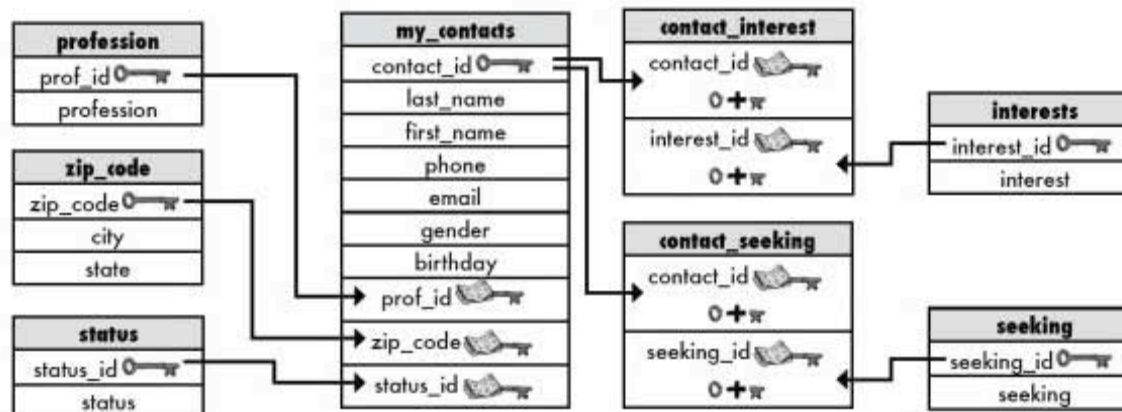 profession
prof_id
profession
zip_code
zip_code
city
state
status
status_id
status
my_contacts
contact_id
last_name
first_name
phone
email
gender
birthday
prof_id
zip_code
status_id
contact_interest
contact_id
interest_id
contact_seeking
contact_id
seeking_id
interests
interest_id
interest
seeking
seeking_id
seeking